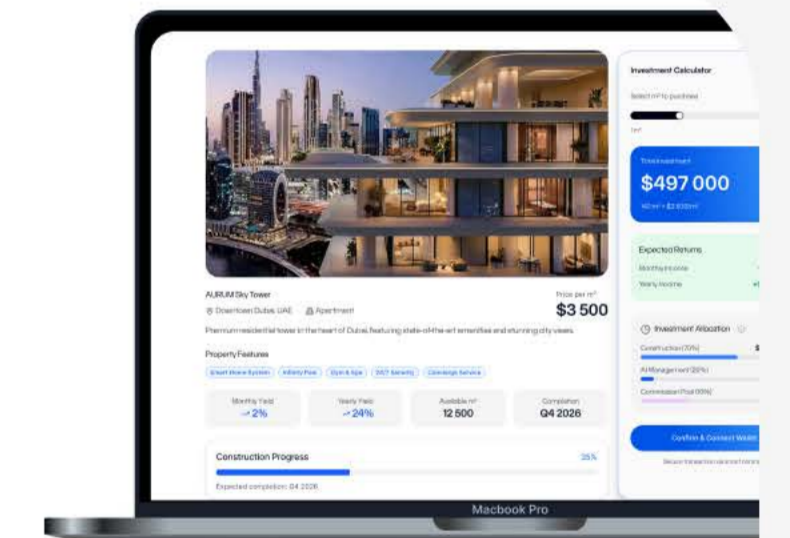 AURUM Sky Tower
Downtown Dubai, UAE
Apartment
Price per m²
$3 500
Premium residential tower in the heart of Dubai, featuring state-of-the-art amenities and stunning city views.
Property Features
Smart Home System
Infinity Pool
Gym & Spa
24/7 Security
Concierge Service
Monthly Yield
2%
Yearly Yield
24%
Available m²
12 500
Completion
Q4 2026
Construction Progress
35%
Expected completion: Q4 2026
Investment Calculator
Select m² to purchase
Total Investment
$497 000
Expected Returns
Monthly Income
Yearly Income
Investment Allocation
Construction (70%)
$
AI Management (20%)
Commission Pool (10%)
Confirm & Connect Wallet
Macbook Pro